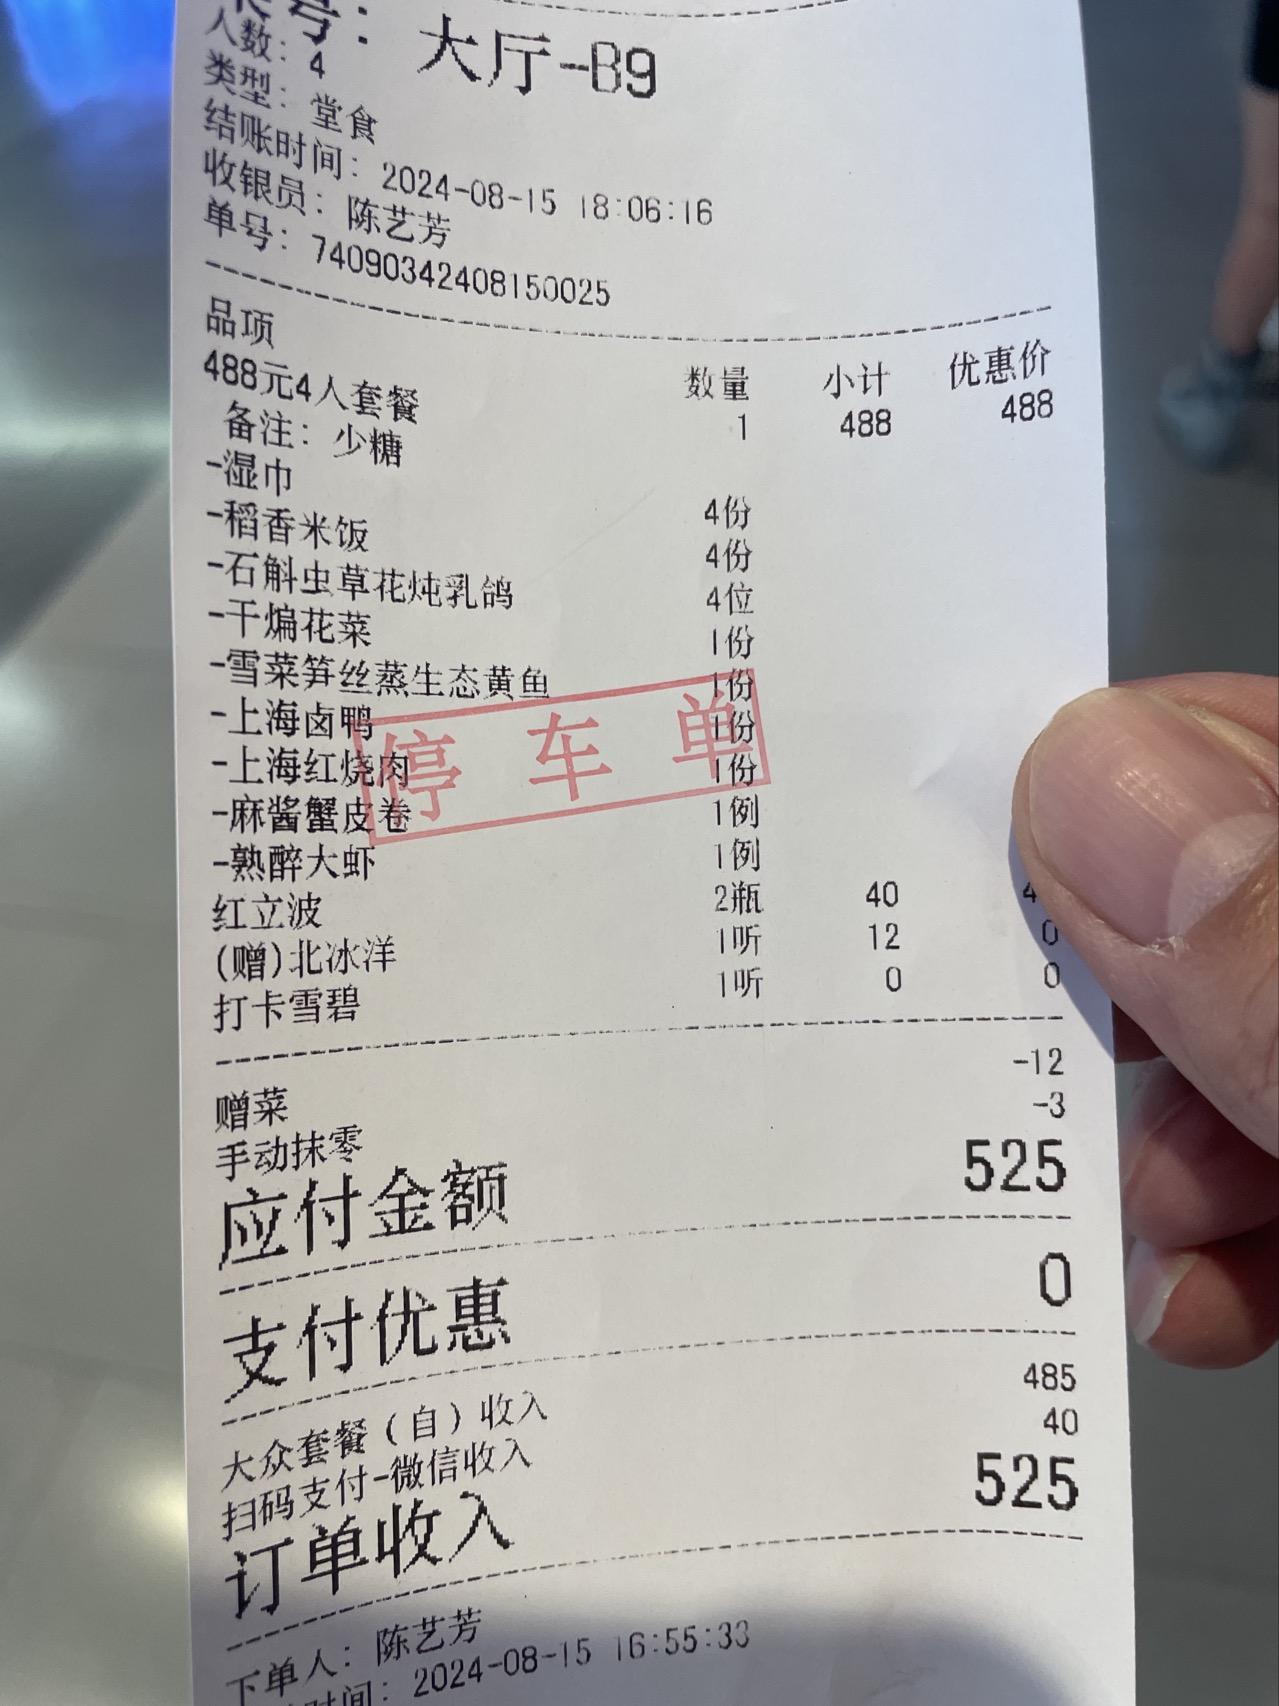 号: 大厅-B9
人数: 4
类型: 堂食
结账时间: 2024-08-15 18:06:16
收银员: 陈艺芳
单号: 74090342408150025
品项 数量 小计 优惠价
488元4人套餐 1 488 488
备注: 少糖
-湿巾 4份
-稻香米饭 4份
-石斛虫草花炖乳鸽 4位
-干煸花菜 1份
-雪菜笋丝蒸生态黄鱼 1份
-上海卤鸭 1份
-上海红烧肉 1份
-麻酱蟹皮卷 1例
-熟醉大虾 1例
红立波 2瓶 40 4
(赠)北冰洋 1听 12 0
打卡雪碧 1听 0 0
停车单
赠菜 -12
手动抹零 -3
应付金额 525
支付优惠 0
大众套餐(自)收入 485
扫码支付-微信收入 40
订单收入 525
下单人: 陈艺芳
时间: 2024-08-15 16:55:33